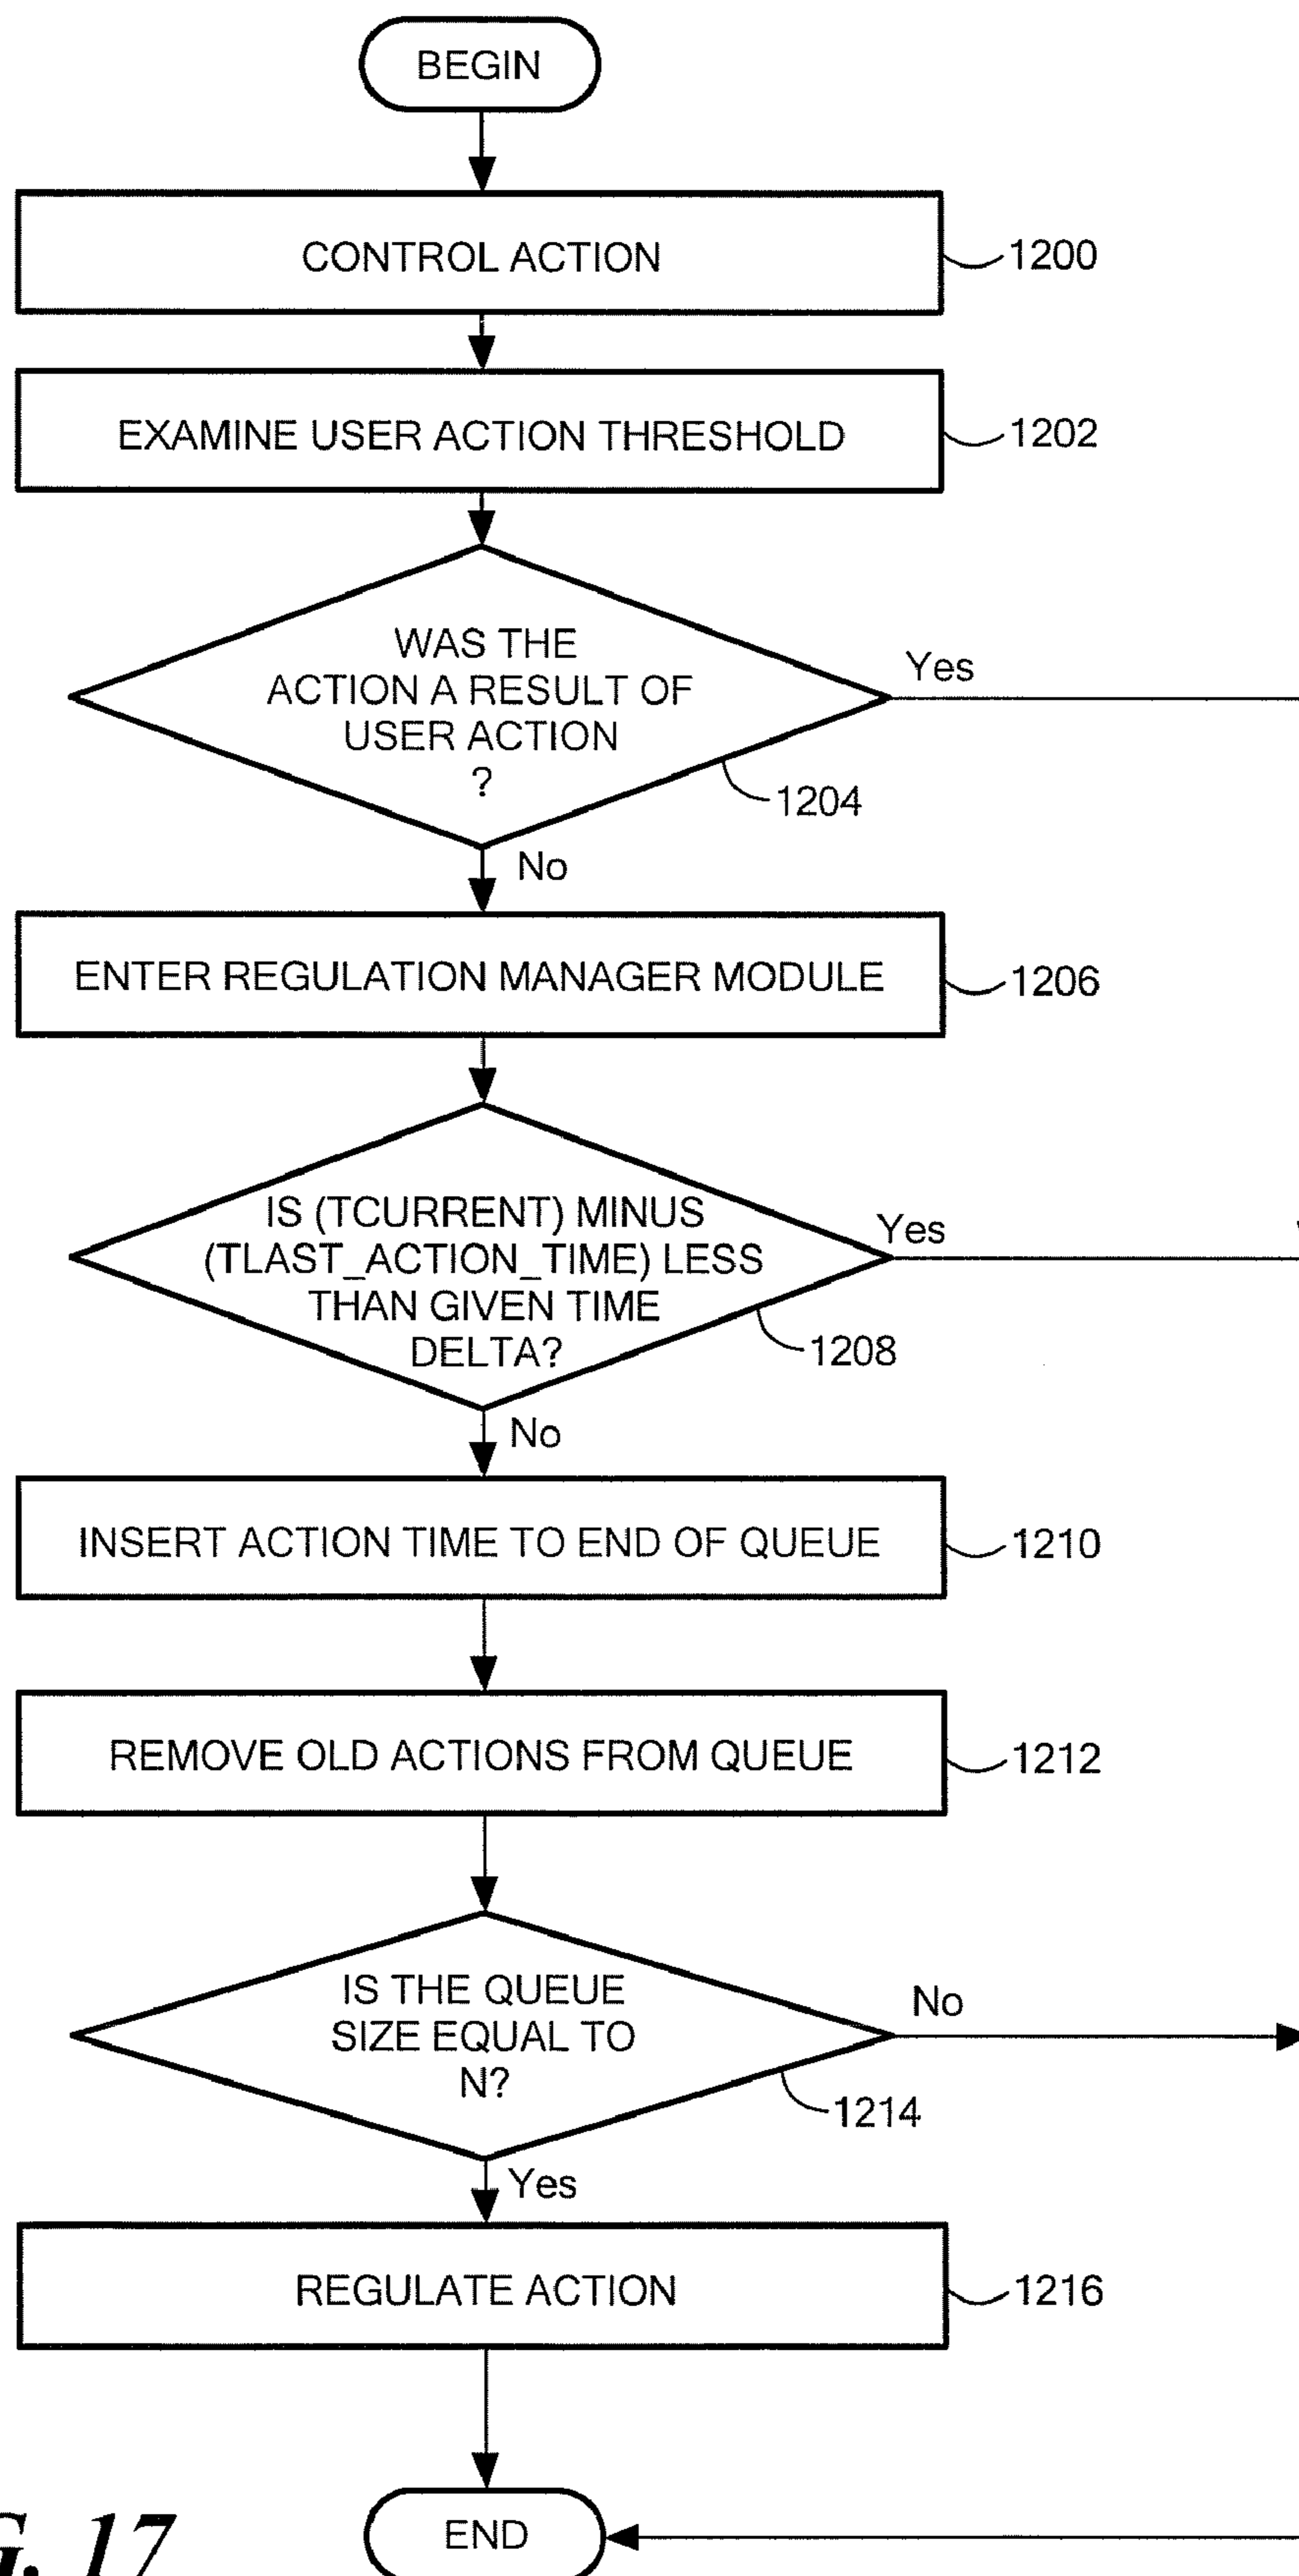 BEGIN
CONTROL ACTION
1200
EXAMINE USER ACTION THRESHOLD
1202
WAS THE
ACTION A RESULT OF
USER ACTION
?
Yes
1204
No
ENTER REGULATION MANAGER MODULE
1206
IS (TCURRENT) MINUS
(TLAST_ACTION_TIME) LESS
THAN GIVEN TIME
DELTA?
Yes
1208
No
INSERT ACTION TIME TO END OF QUEUE
1210
REMOVE OLD ACTIONS FROM QUEUE
1212
IS THE QUEUE
SIZE EQUAL TO
N?
No
1214
Yes
REGULATE ACTION
1216
END
G. 17